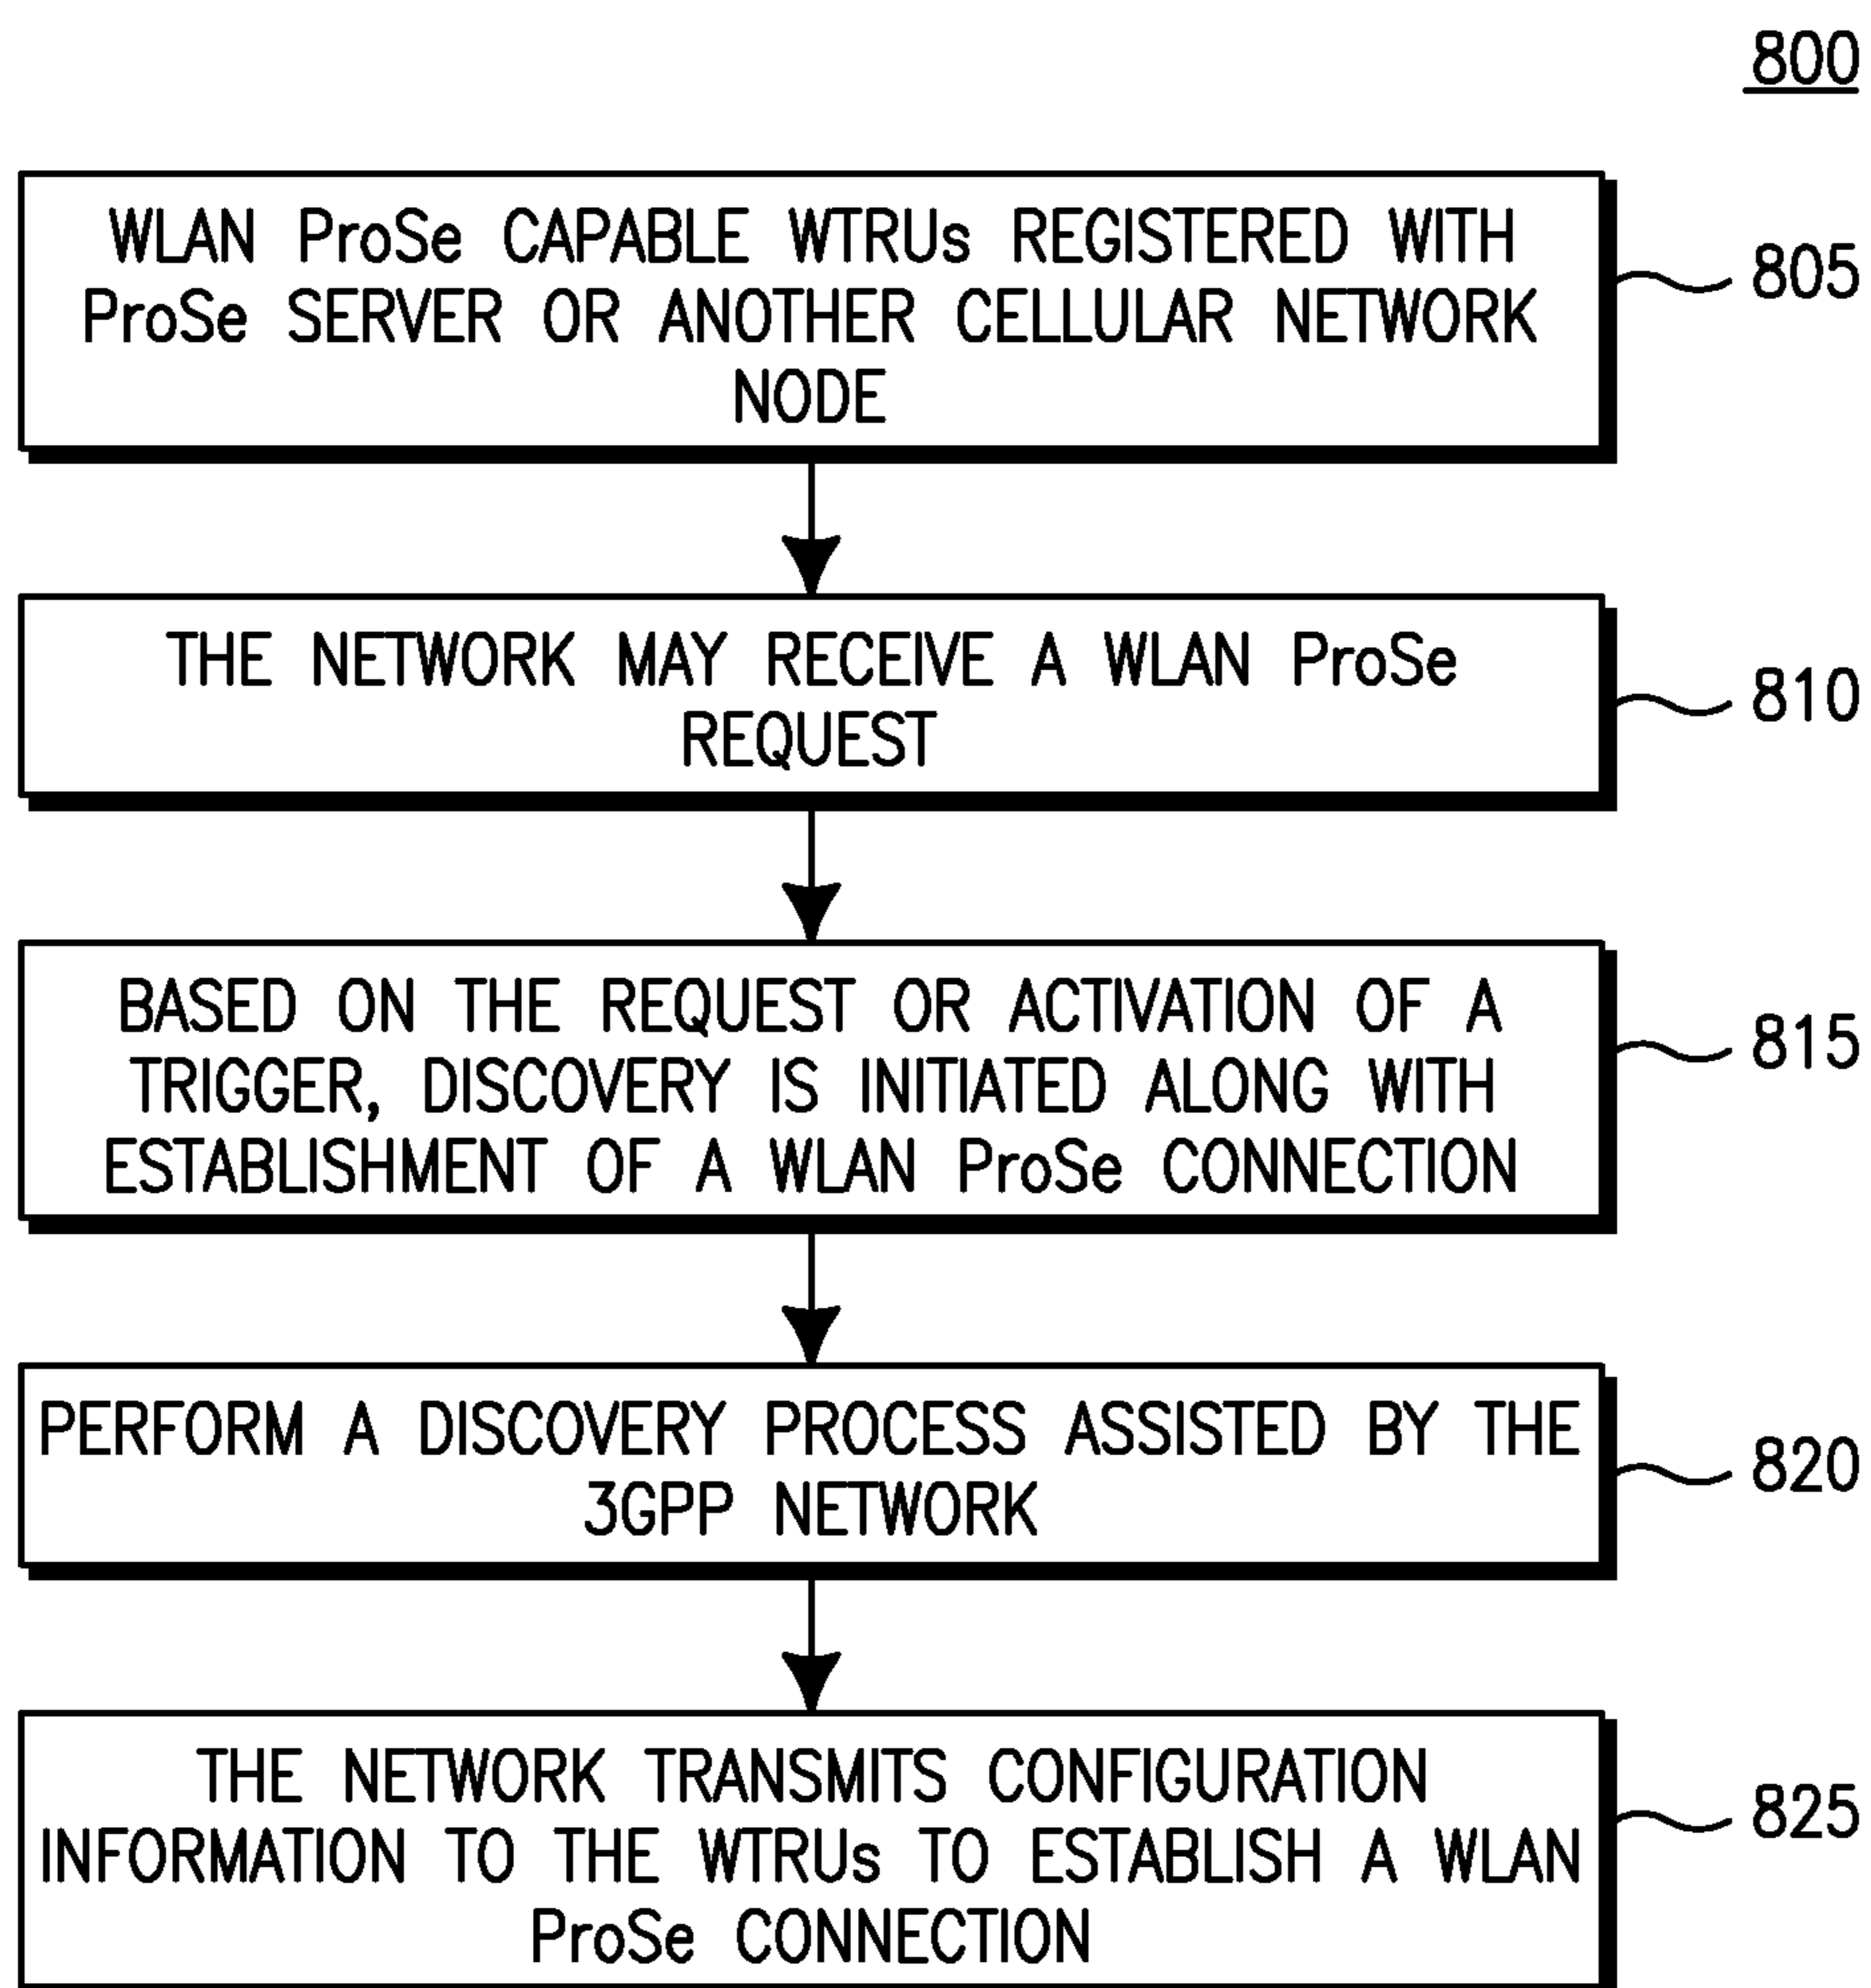 800
WLAN ProSe CAPABLE WTRUs REGISTERED WITH
ProSe SERVER OR ANOTHER CELLULAR NETWORK
NODE
805
THE NETWORK MAY RECEIVE A WLAN ProSe
REQUEST
810
BASED ON THE REQUEST OR ACTIVATION OF A
TRIGGER, DISCOVERY IS INITIATED ALONG WITH
ESTABLISHMENT OF A WLAN ProSe CONNECTION
815
PERFORM A DISCOVERY PROCESS ASSISTED BY THE
3GPP NETWORK
820
THE NETWORK TRANSMITS CONFIGURATION
INFORMATION TO THE WTRUs TO ESTABLISH A WLAN
ProSe CONNECTION
825